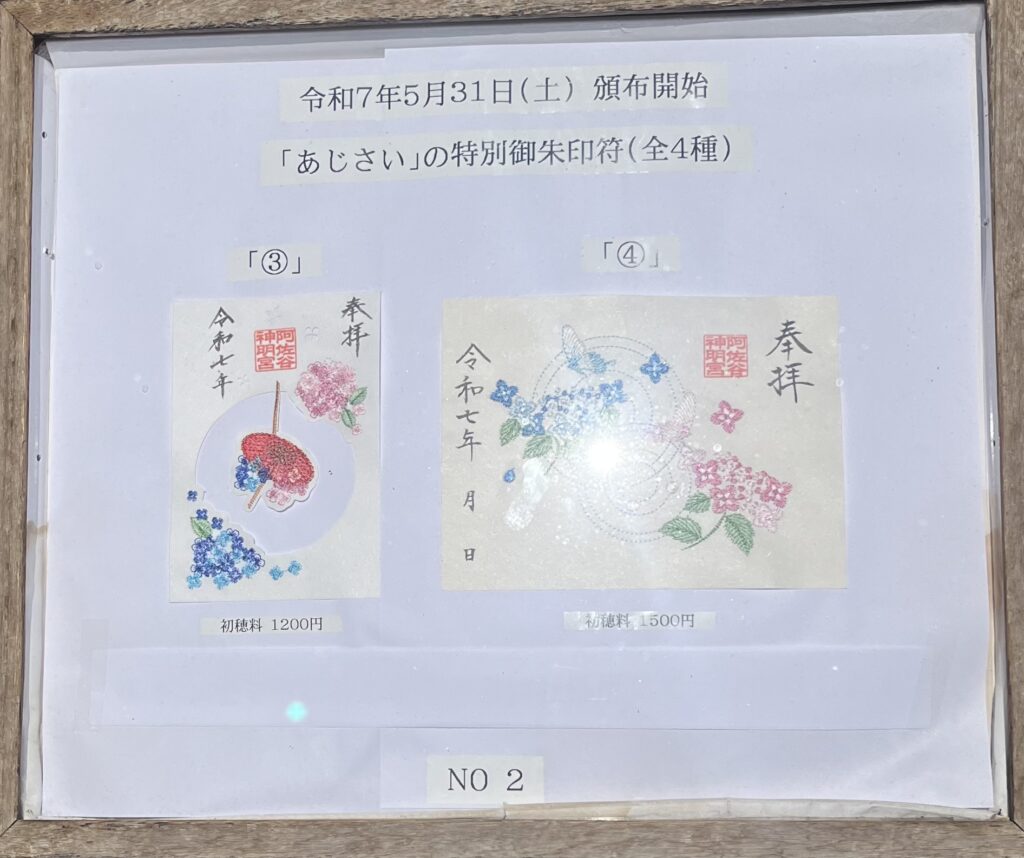 令和7年5月31日(土) 頒布開始
「あじさい」の特別御朱印符(全4種)
「③」
奉拝
阿佐谷
神明宮
令和七年
初穂料 1200円
「④」
奉拝
阿佐谷
神明宮
令和七年 月 日
初穂料 1500円
NO 2